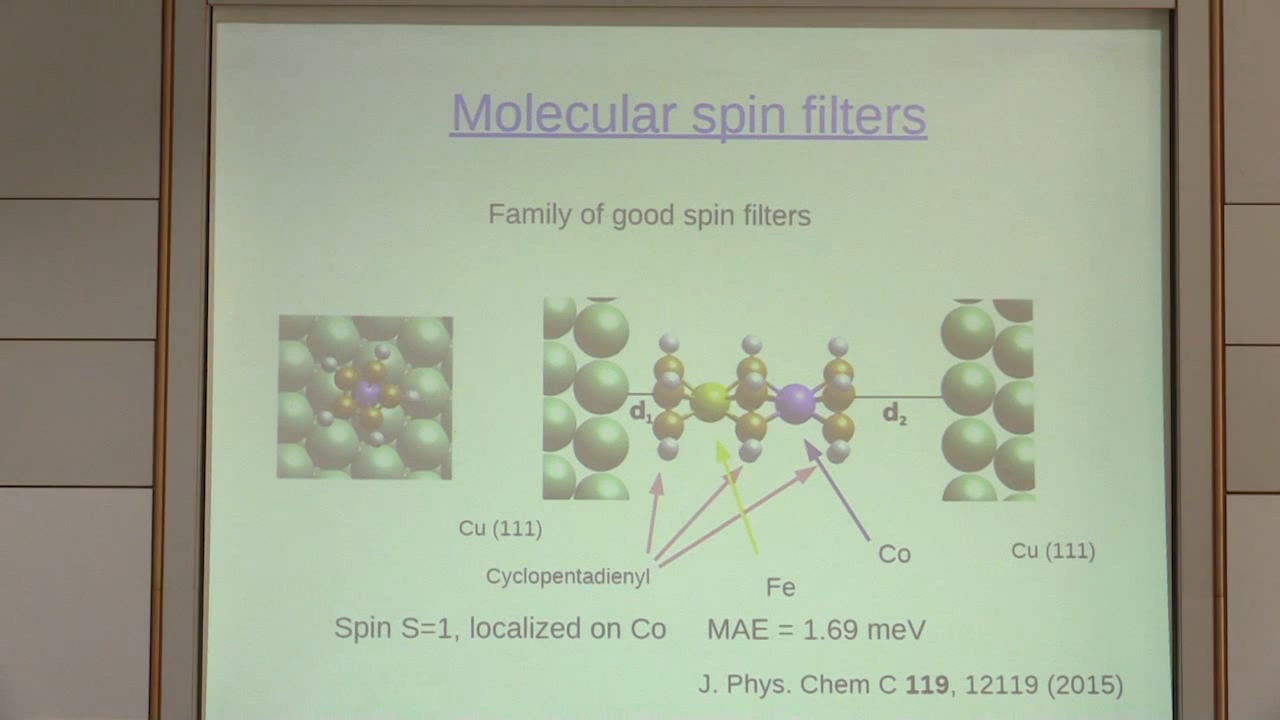 Molecular spin filters
Family of good spin filters
d₁
d₂
Cu (111)
Cyclopentadienyl
Fe
Co
Cu (111)
Spin S=1, localized on Co MAE = 1.69 meV
J. Phys. Chem C 119, 12119 (2015)